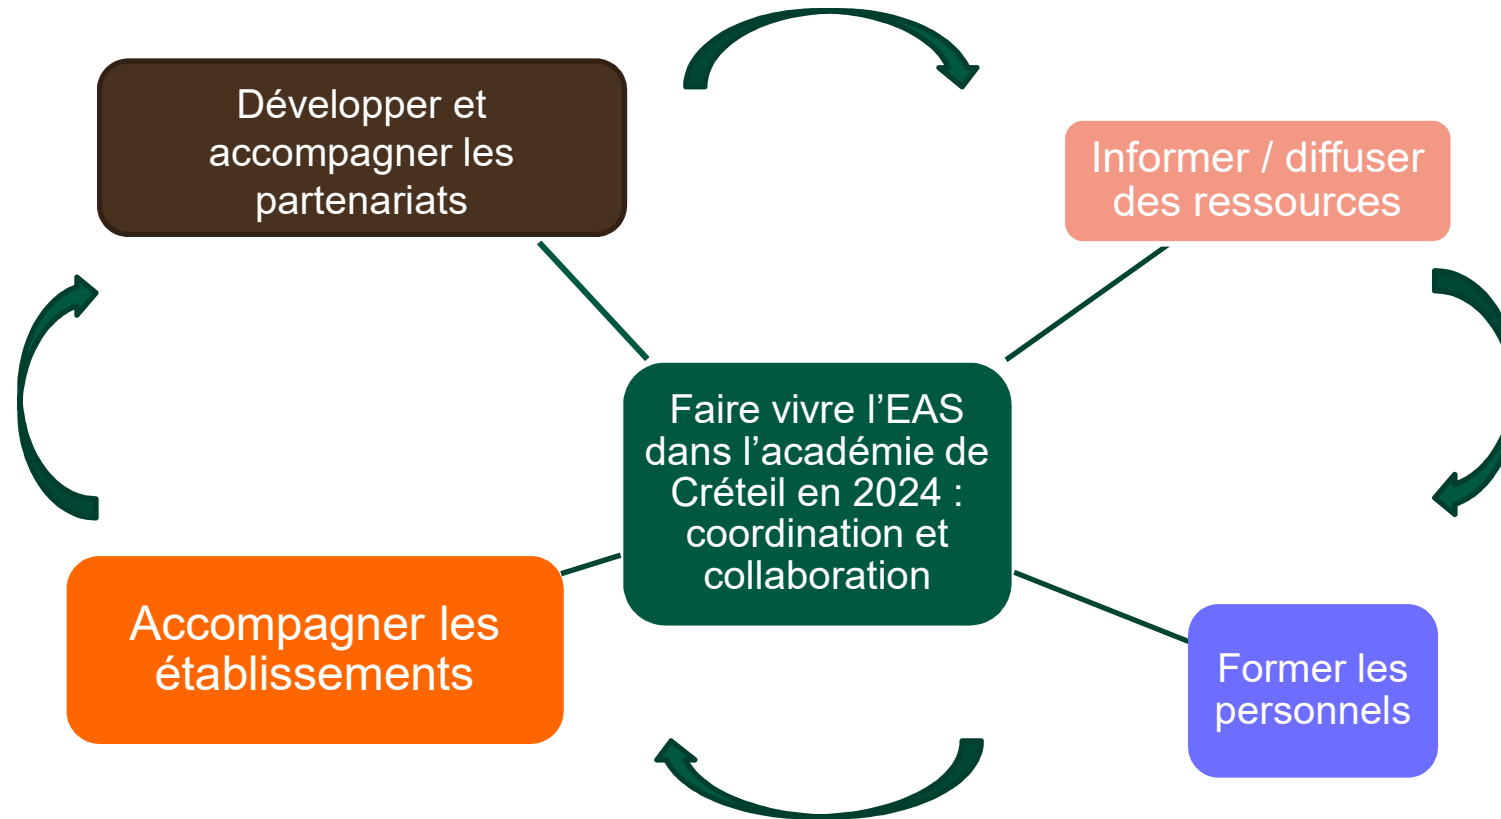 Développer et
accompagner les
partenariats
Informer / diffuser
des ressources
Faire vivre l’EAS
dans l’académie de
Créteil en 2024 :
coordination et
collaboration
Accompagner les
établissements
Former les
personnels